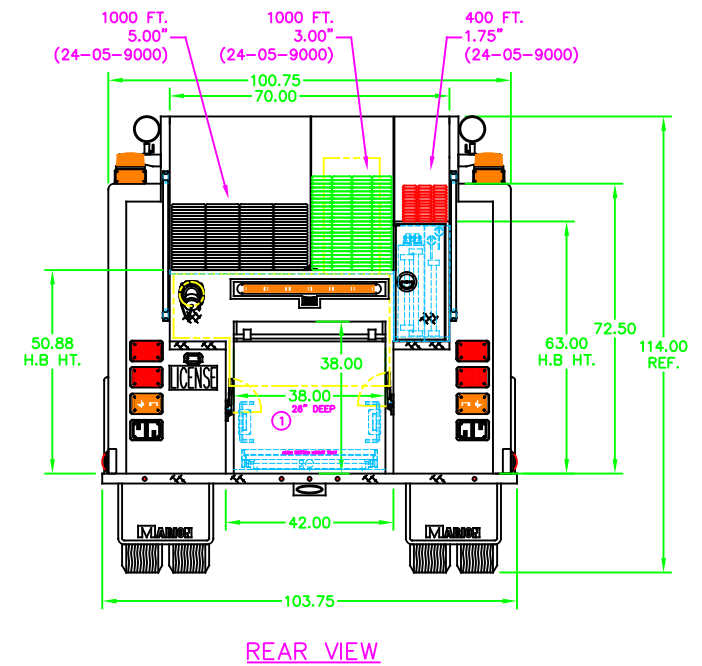 1000 FT.
5.00"
(24-05-9000)
1000 FT.
3.00"
(24-05-9000)
400 FT.
1.75"
(24-05-9000)
100.75
70.00
50.88
H.B HT.
38.00
63.00
H.B HT.
72.50
114.00
REF.
LICENSE
38.00
26" DEEP
1
42.00
MARION
MARION
103.75
REAR VIEW